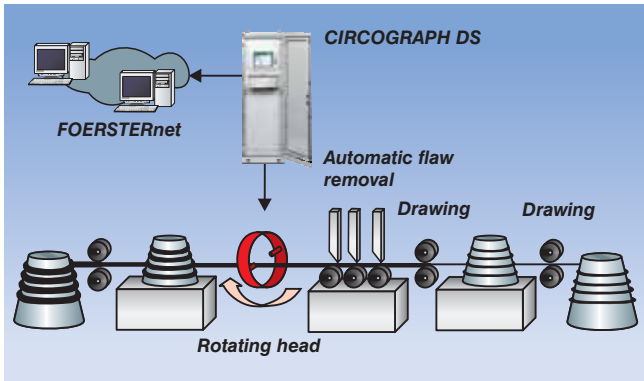 CIRCOGRAPH DS
FOERSTERnet
Automatic flaw
removal
Drawing
Drawing
Rotating head